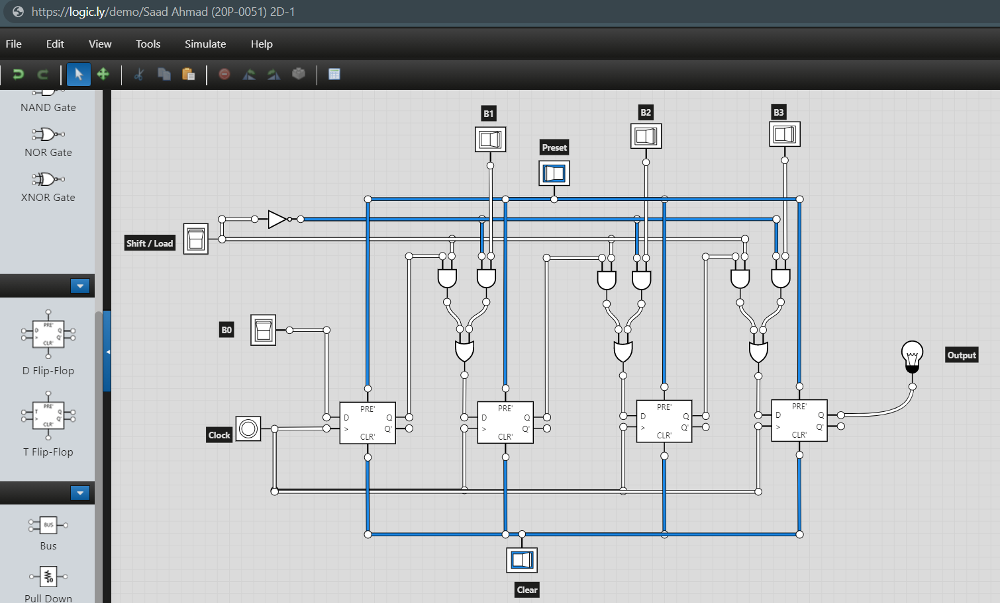 https://logic.ly/demo/Saad Ahmad (20P-0051) 2D-1
File Edit View Tools Simulate Help
NAND Gate
NOR Gate
XNOR Gate
PRE'
D Q
> Q'
CLR'
D Flip-Flop
PRE'
T Q
> Q'
CLR'
T Flip-Flop
BUS
Bus
Pull Down
B1
B2
B3
Preset
Shift / Load
B0
Output
Clock
PRE'
D Q
> Q'
CLR'
PRE'
D Q
> Q'
CLR'
PRE'
D Q
> Q'
CLR'
PRE'
D Q
> Q'
CLR'
Clear